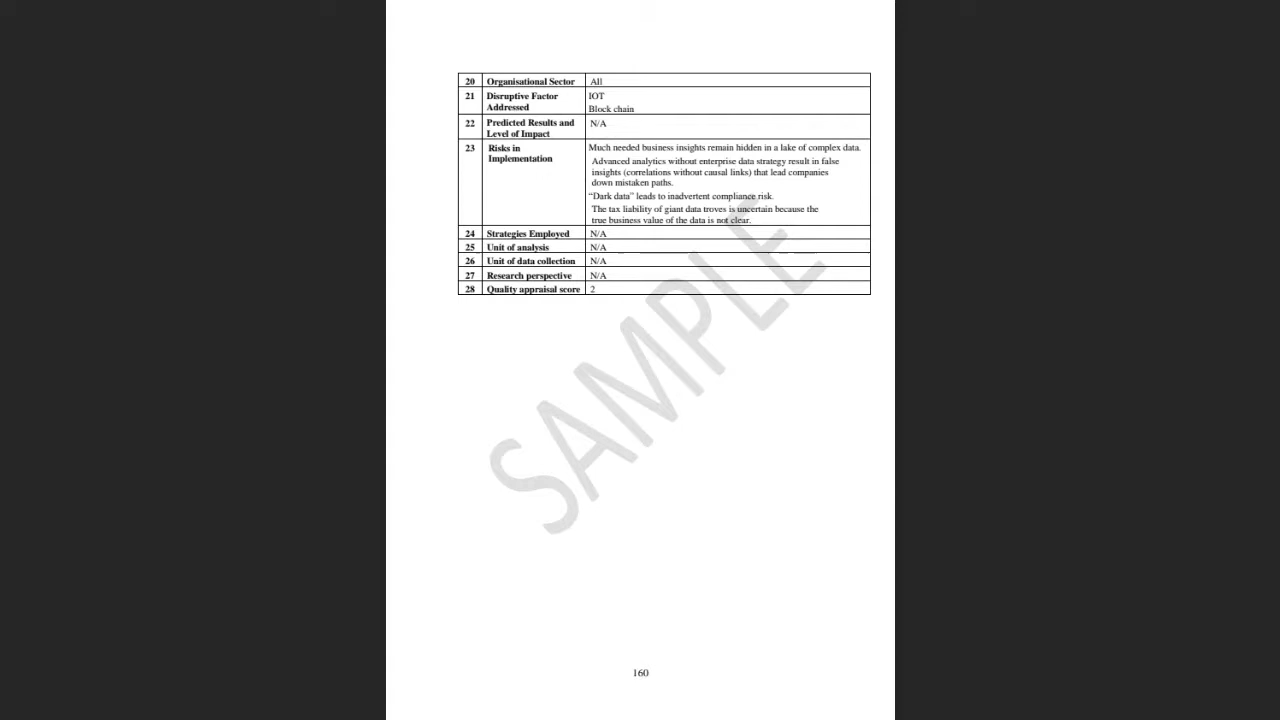 20 Organisational Sector All
21 Disruptive Factor IOT
Addressed Block chain
22 Predicted Results and N/A
Level of Impact
23 Risks in Much needed business insights remain hidden in a lake of complex data.
Implementation Advanced analytics without enterprise data strategy result in false
insights (correlations without causal links) that lead companies
down mistaken paths.
“Dark data” leads to inadvertent compliance risk.
The tax liability of giant data troves is uncertain because the
true business value of the data is not clear.
24 Strategies Employed N/A
25 Unit of analysis N/A
26 Unit of data collection N/A
27 Research perspective N/A
28 Quality appraisal score 2
SAMPLE
160